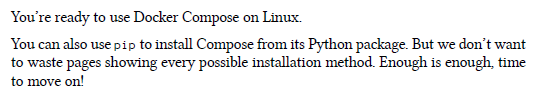 You’re ready to use Docker Compose on Linux.
You can also use pip to install Compose from its Python package. But we don’t want
to waste pages showing every possible installation method. Enough is enough, time
to move on!